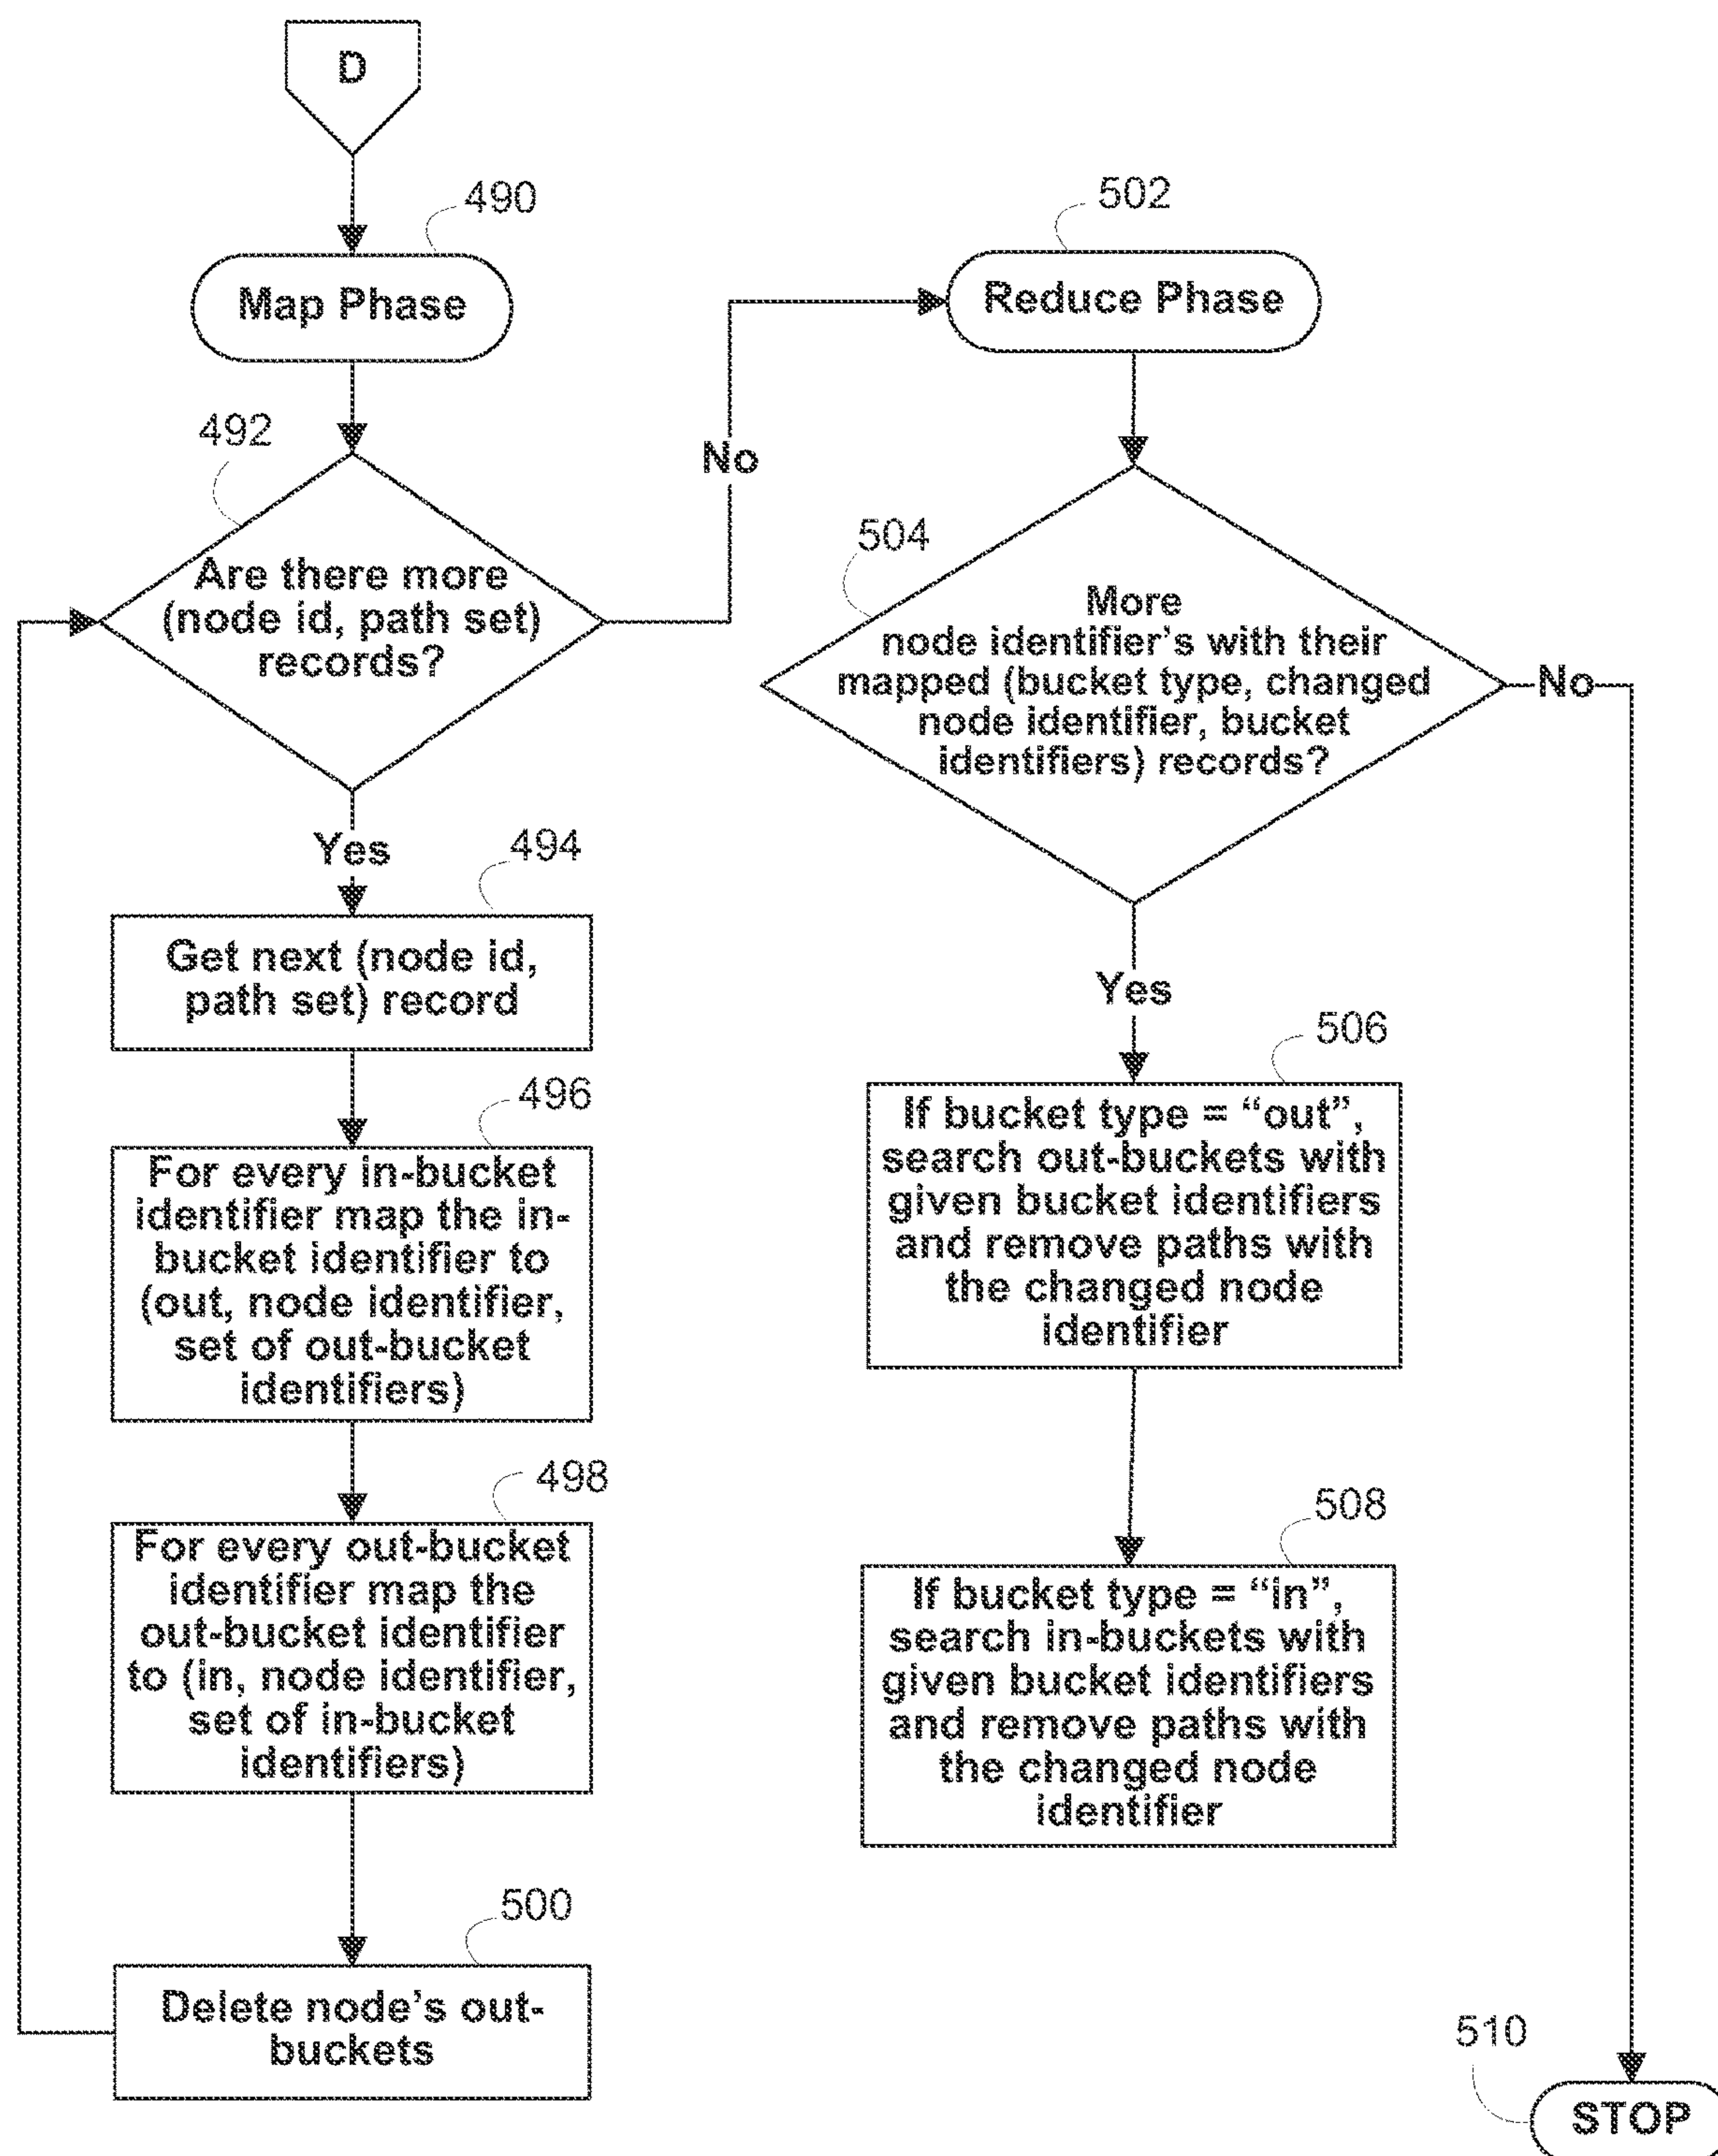 D
490
Map Phase
492
Are there more
(node id, path set)
records?
No
Yes
494
Get next (node id,
path set) record
496
For every in-bucket
identifier map the in-
bucket identifier to
(out, node identifier,
set of out-bucket
identifiers)
498
For every out-bucket
identifier map the
out-bucket identifier
to (in, node identifier,
set of in-bucket
identifiers)
500
Delete node's out-
buckets
502
Reduce Phase
504
More
node identifier's with their
mapped (bucket type, changed
node identifier, bucket
identifiers) records?
No
Yes
506
If bucket type = “out”,
search out-buckets with
given bucket identifiers
and remove paths with
the changed node
identifier
508
If bucket type = “in”,
search in-buckets with
given bucket identifiers
and remove paths with
the changed node
identifier
510
STOP